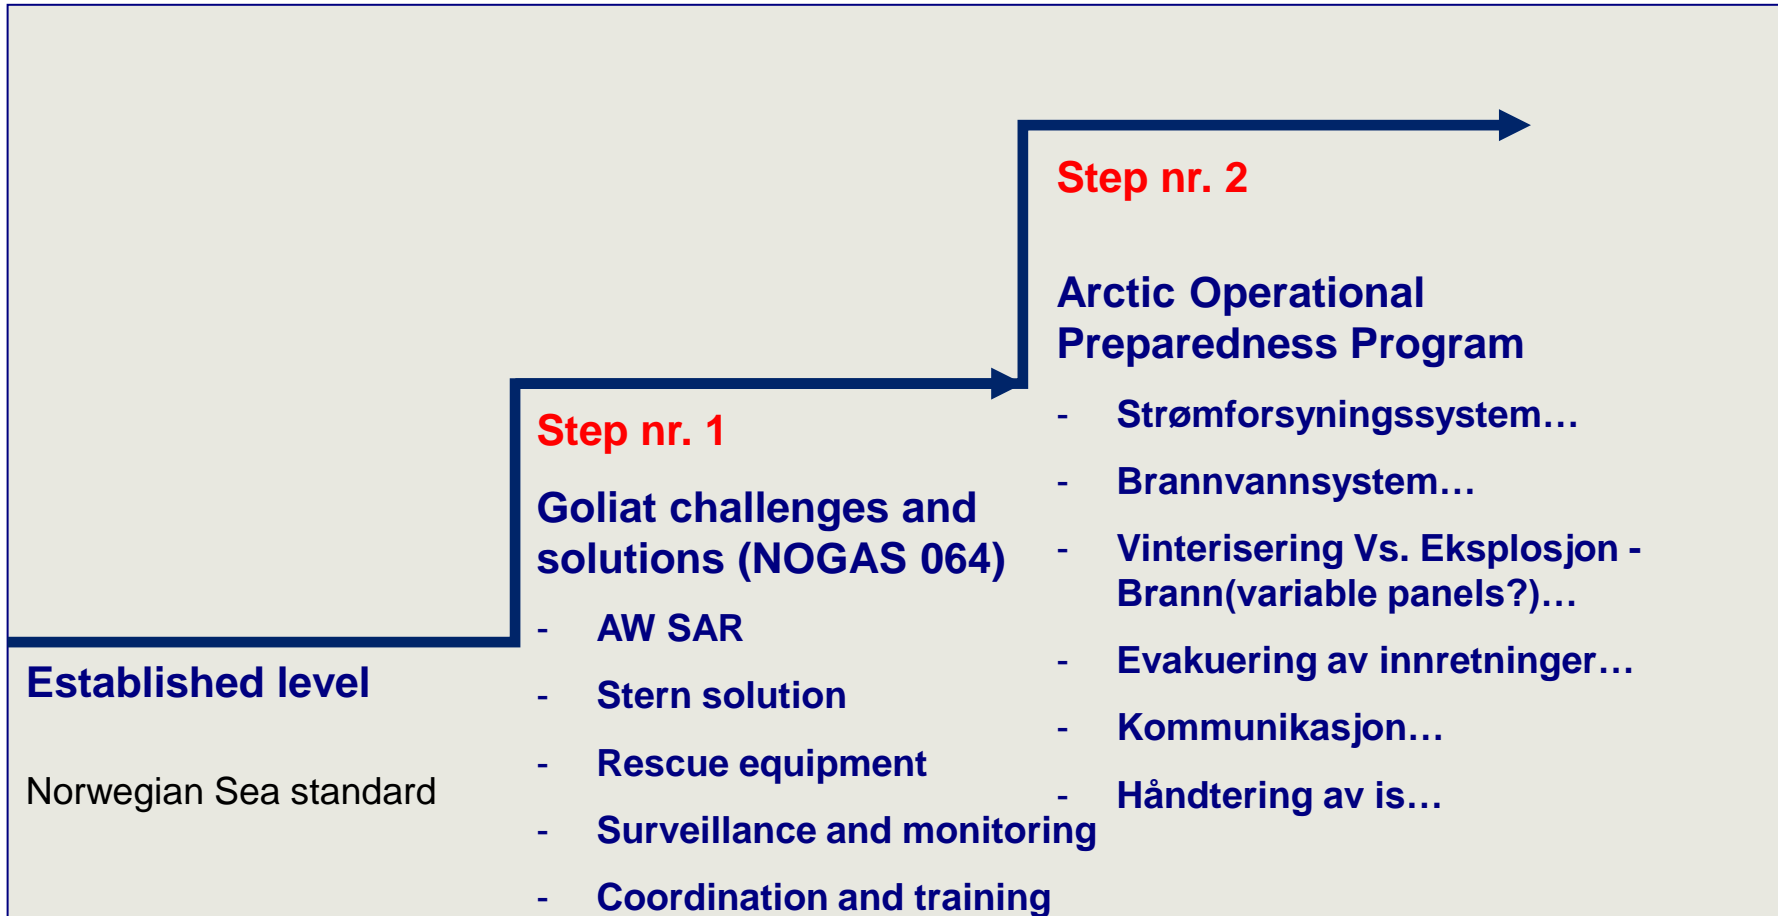 Established level
Norwegian Sea standard
Step nr. 1
Goliat challenges and
solutions (NOGAS 064)
- AW SAR
- Stern solution
- Rescue equipment
- Surveillance and monitoring
- Coordination and training
Step nr. 2
Arctic Operational
Preparedness Program
- Strømforsyningssystem…
- Brannvannsystem…
- Vinterisering Vs. Eksplosjon -
Brann(variable panels?)…
- Evakuering av innretninger…
- Kommunikasjon…
- Håndtering av is…